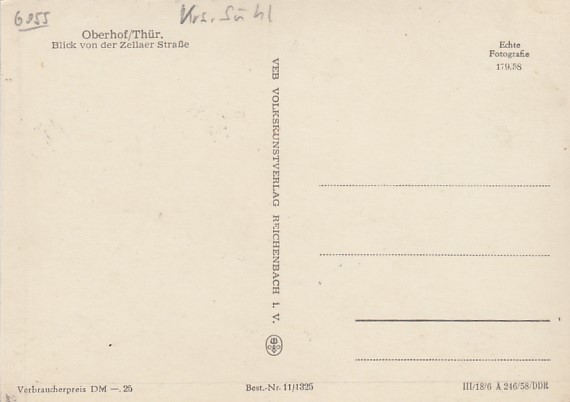 6055
Krs. Suhl
Oberhof/Thür.
Blick von der Zellaer Straße
Echte
Fotografie
179.58
VEB VOLKSKUNSTVERLAG REICHENBACH i. V.
Verbraucherpreis DM —. 25
Best.-Nr. 11/1325
III/18/6 A 246/58/DDR